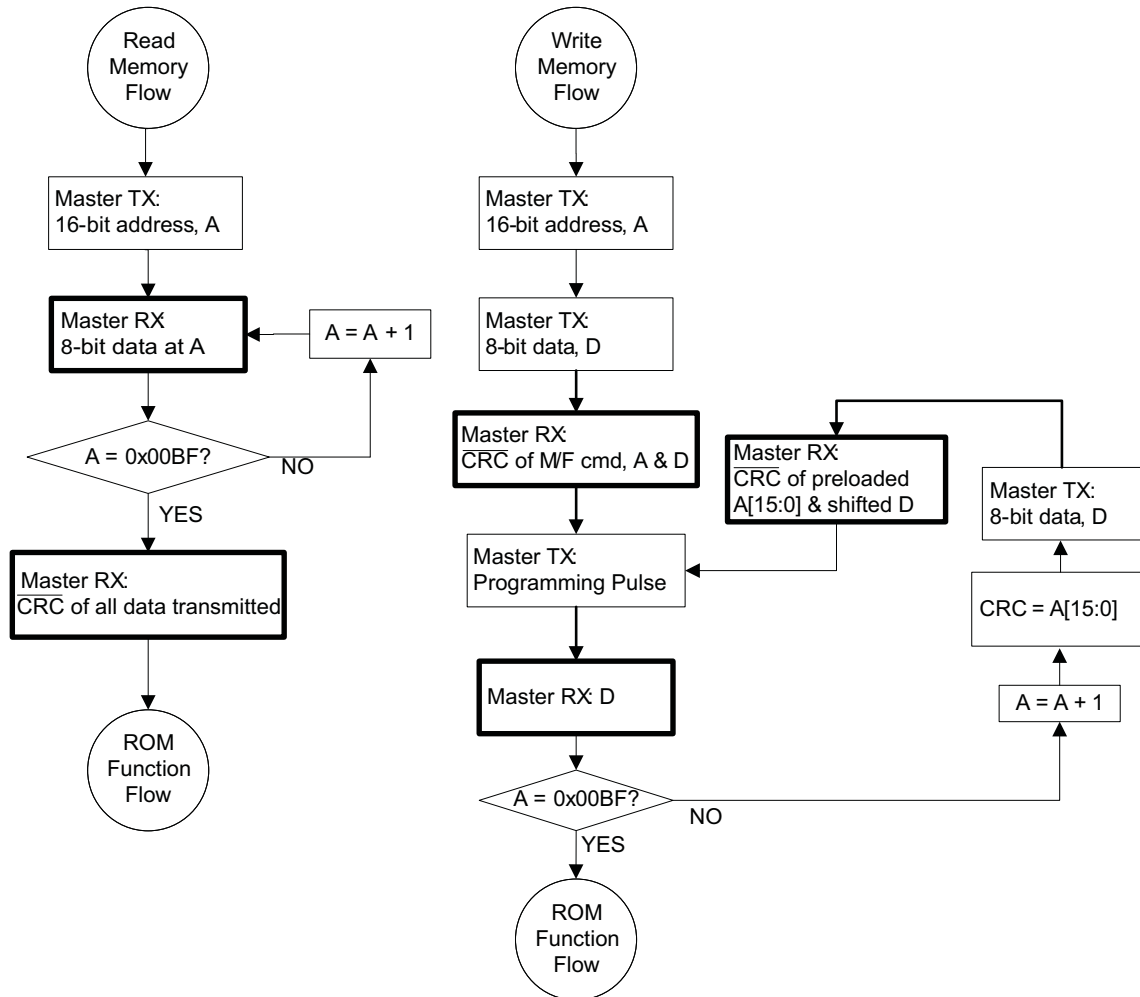 Read
Memory
Flow
Master TX:
16-bit address, A
Master RX:
8-bit data at A
A = A + 1
A = 0x00BF?
NO
YES
Master RX:
CRC of all data transmitted
ROM
Function
Flow
Write
Memory
Flow
Master TX:
16-bit address, A
Master TX:
8-bit data, D
Master RX:
CRC of M/F cmd, A & D
Master TX:
Programming Pulse
Master RX: D
A = 0x00BF?
NO
YES
ROM
Function
Flow
A = A + 1
CRC = A[15:0]
Master TX:
8-bit data, D
Master RX:
CRC of preloaded
A[15:0] & shifted D